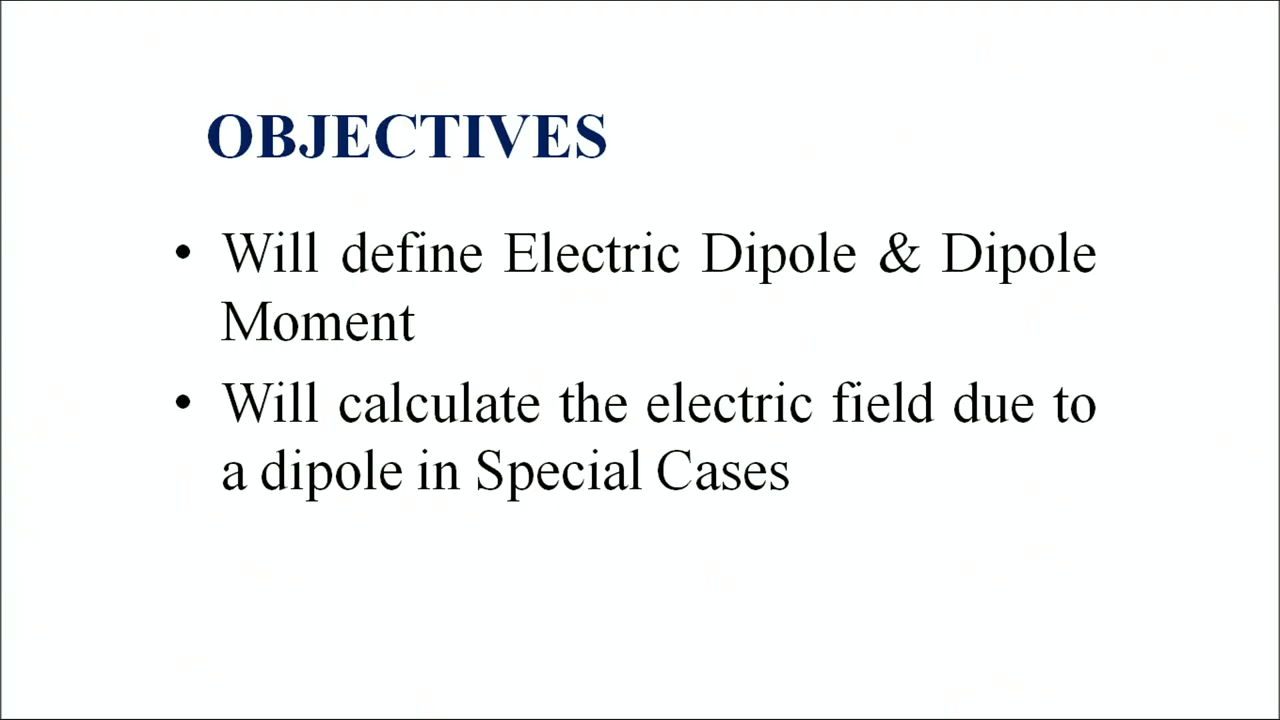 OBJECTIVES
• Will define Electric Dipole & Dipole
Moment
• Will calculate the electric field due to
a dipole in Special Cases